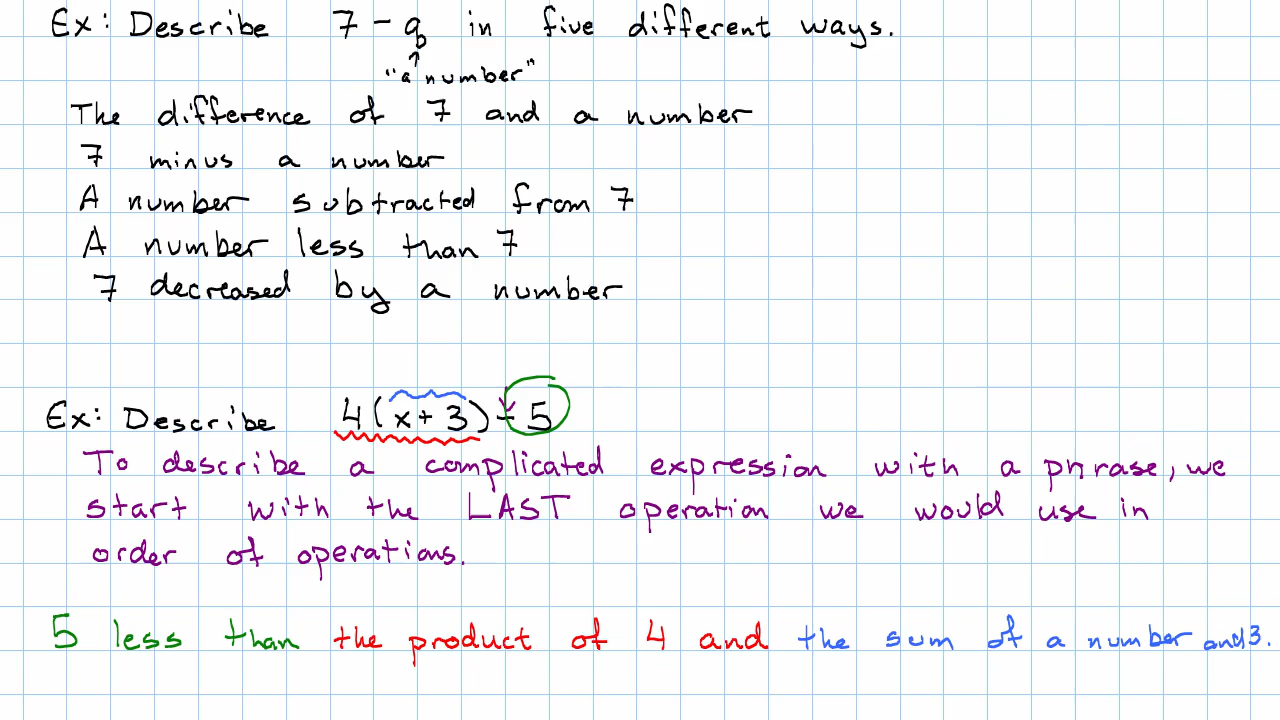 Ex: Describe 7 - q in five different ways.
"a number"
The difference of 7 and a number
7 minus a number
A number subtracted from 7
A number less than 7
7 decreased by a number
Ex: Describe 4(x+3) - 5
To describe a complicated expression with a phrase, we
start with the LAST operation we would use in
order of operations.
5 less than the product of 4 and the sum of a number and 3.